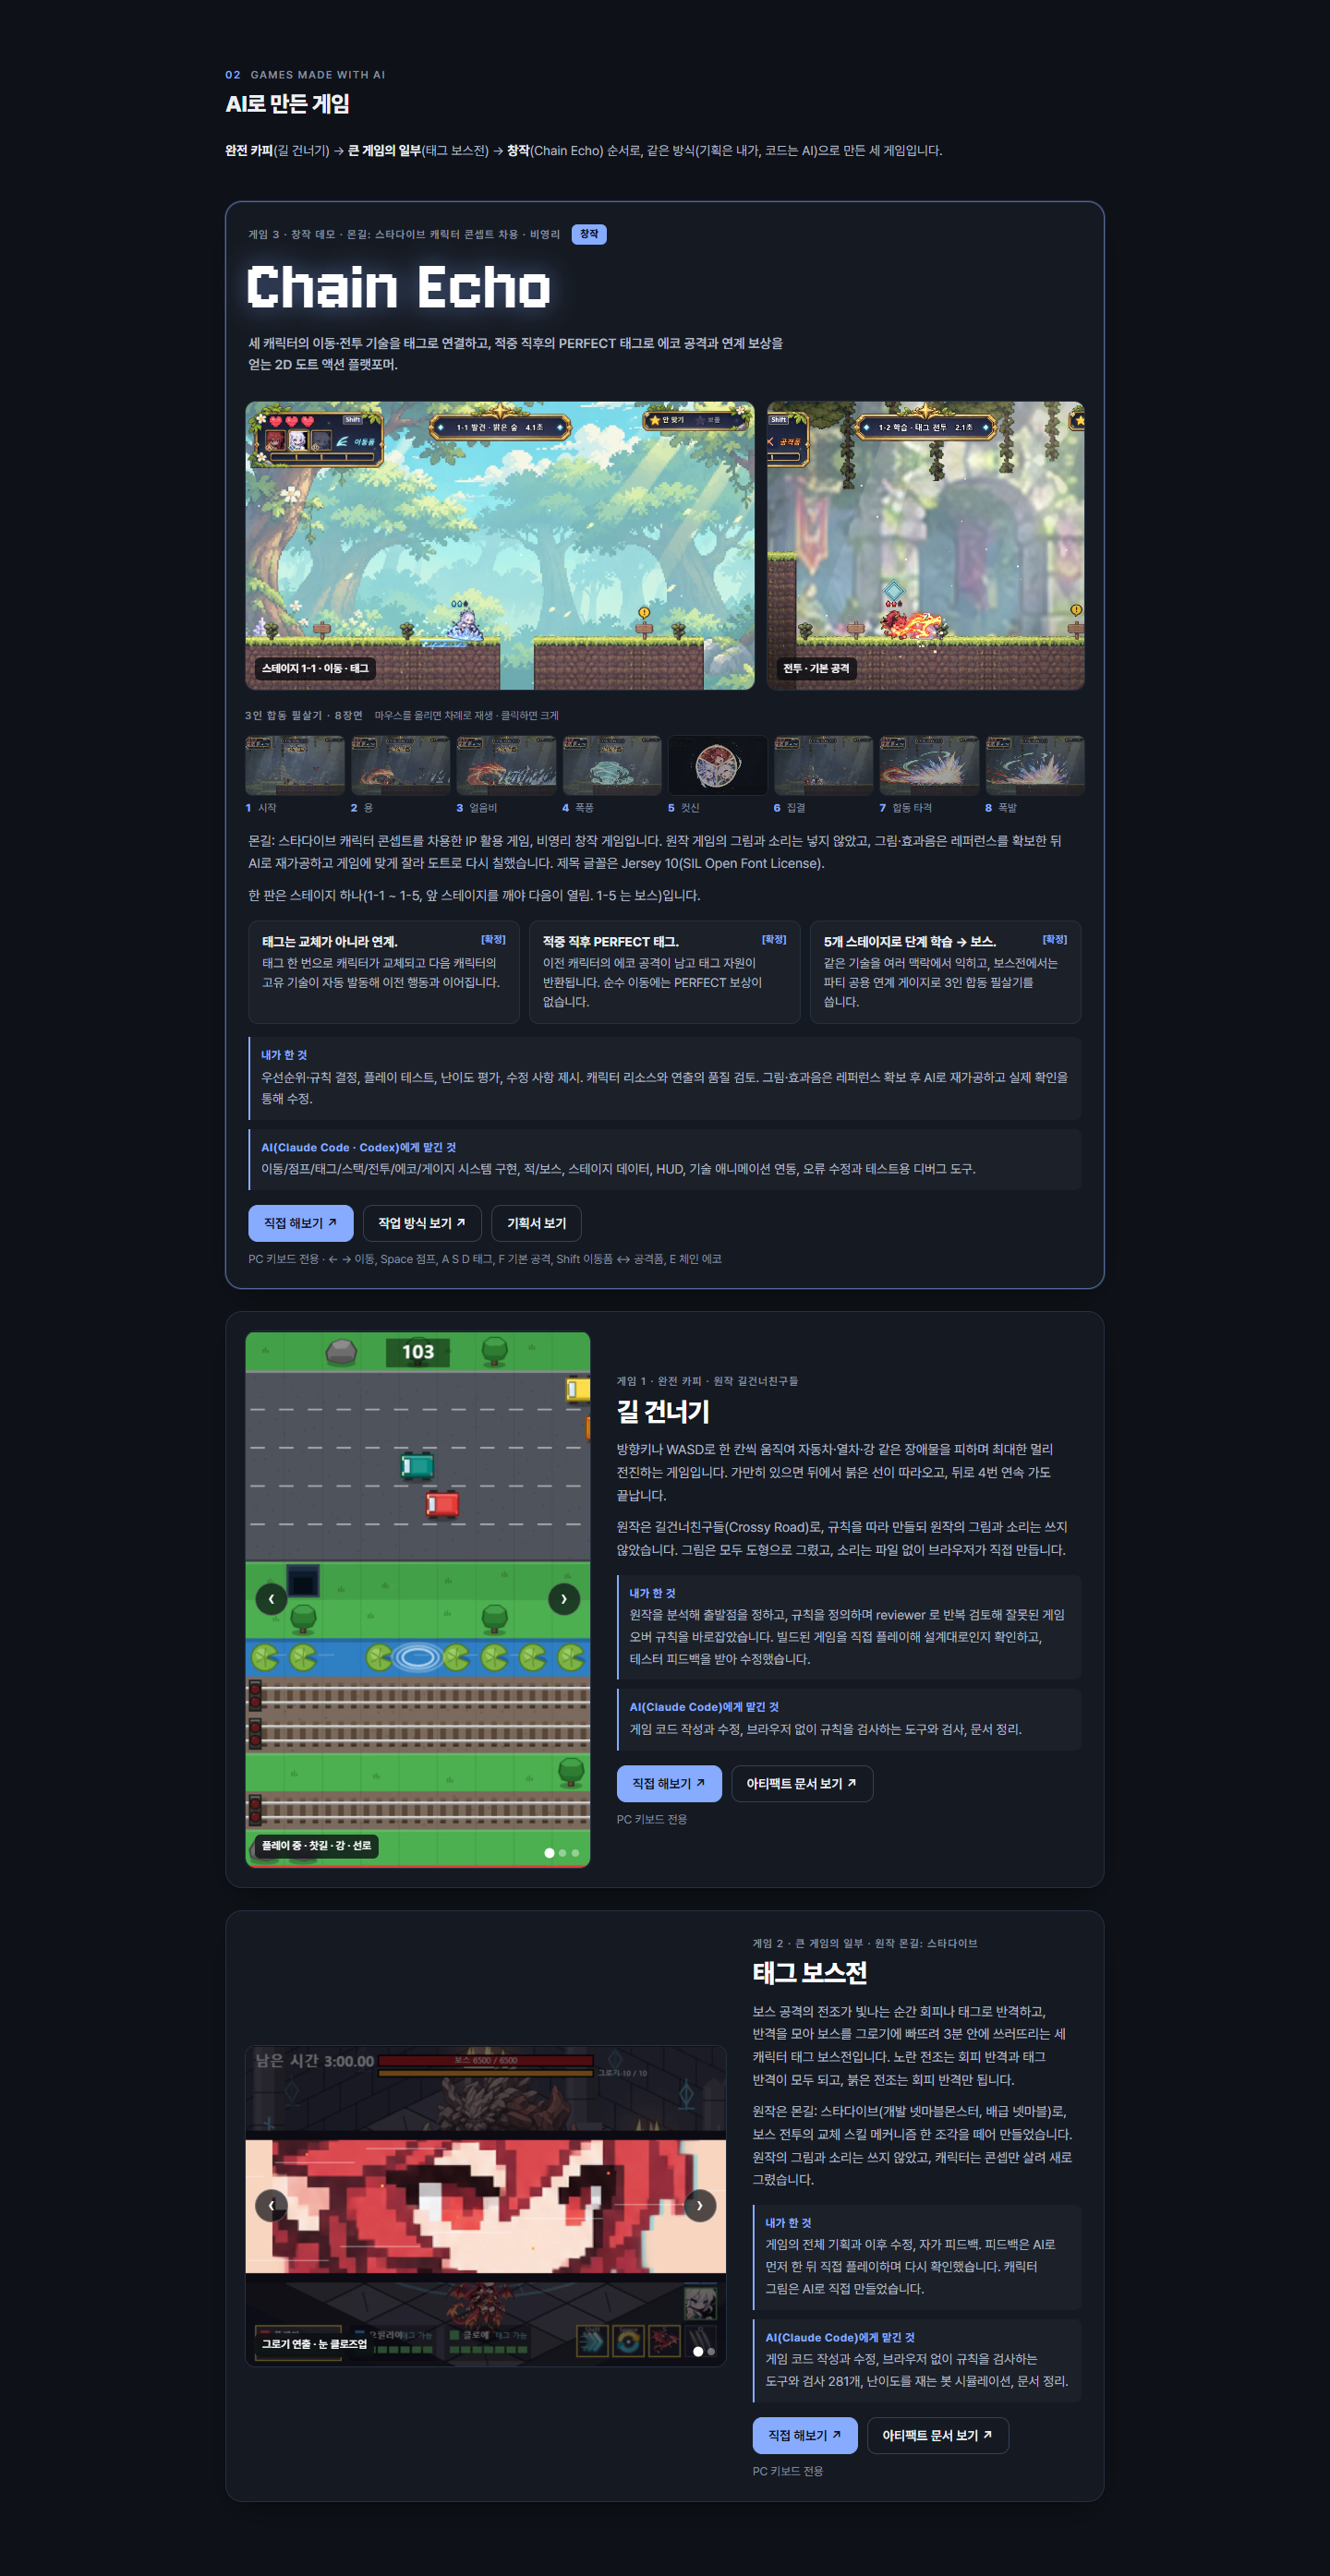 02 GAMES MADE WITH AI
AI로 만든 게임
완전 카피(길 건너기) → 큰 게임의 일부(태그 보스전) → 창작(Chain Echo) 순서로, 같은 방식(기획은 내가, 코드는 AI)으로 만든 세 게임입니다.
게임 3 · 창작 데모 · 몬길: 스타다이브 캐릭터 콘셉트 차용 · 비영리 창작
Chain Echo
세 캐릭터의 이동·전투 기술을 태그로 연결하고, 적중 직후의 PERFECT 태그로 에코 공격과 연계 보상을
얻는 2D 도트 액션 플랫포머.
Shift
이동폼
1-1 발견 · 밝은 숲 4.1초
안 맞기
보물
스테이지 1-1 · 이동 · 태그
Shift
공격폼
1-2 학습 · 태그 전투 2.1초
전투 · 기본 공격
3인 합동 필살기 · 8장면 마우스를 올리면 차례로 재생 · 클릭하면 크게
1 시작
2 용
3 얼음비
4 폭풍
5 컷신
6 집결
7 합동 타격
8 폭발
몬길: 스타다이브 캐릭터 콘셉트를 차용한 IP 활용 게임, 비영리 창작 게임입니다. 원작 게임의 그림과 소리는 넣지 않았고, 그림·효과음은 레퍼런스를 확보한 뒤
AI로 재가공하고 게임에 맞게 잘라 도트로 다시 칠했습니다. 제목 글꼴은 Jersey 10(SIL Open Font License).
한 판은 스테이지 하나(1-1 ~ 1-5, 앞 스테이지를 깨야 다음이 열림. 1-5 는 보스)입니다.
태그는 교체가 아니라 연계. [확정]
태그 한 번으로 캐릭터가 교체되고 다음 캐릭터의
고유 기술이 자동 발동해 이전 행동과 이어집니다.
적중 직후 PERFECT 태그. [확정]
이전 캐릭터의 에코 공격이 남고 태그 자원이
반환됩니다. 순수 이동에는 PERFECT 보상이
없습니다.
5개 스테이지로 단계 학습 → 보스. [확정]
같은 기술을 여러 맥락에서 익히고, 보스전에서는
파티 공용 연계 게이지로 3인 합동 필살기를
씁니다.
내가 한 것
우선순위·규칙 결정, 플레이 테스트, 난이도 평가, 수정 사항 제시. 캐릭터 리소스와 연출의 품질 검토. 그림·효과음은 레퍼런스 확보 후 AI로 재가공하고 실제 확인을
통해 수정.
AI(Claude Code · Codex)에게 맡긴 것
이동/점프/태그/스택/전투/에코/게이지 시스템 구현, 적/보스, 스테이지 데이터, HUD, 기술 애니메이션 연동, 오류 수정과 테스트용 디버그 도구.
직접 해보기 ↗
작업 방식 보기 ↗
기획서 보기
PC 키보드 전용 · ← → 이동, Space 점프, A S D 태그, F 기본 공격, Shift 이동폼 ↔ 공격폼, E 체인 에코
103
플레이 중 · 찻길 · 강 · 선로
게임 1 · 완전 카피 · 원작 길건너친구들
길 건너기
방향키나 WASD로 한 칸씩 움직여 자동차·열차·강 같은 장애물을 피하며 최대한 멀리
전진하는 게임입니다. 가만히 있으면 뒤에서 붉은 선이 따라오고, 뒤로 4번 연속 가도
끝납니다.
원작은 길건너친구들(Crossy Road)로, 규칙을 따라 만들되 원작의 그림과 소리는 쓰지
않았습니다. 그림은 모두 도형으로 그렸고, 소리는 파일 없이 브라우저가 직접 만듭니다.
내가 한 것
원작을 분석해 출발점을 정하고, 규칙을 정의하며 reviewer 로 반복 검토해 잘못된 게임
오버 규칙을 바로잡았습니다. 빌드된 게임을 직접 플레이해 설계대로인지 확인하고,
테스터 피드백을 받아 수정했습니다.
AI(Claude Code)에게 맡긴 것
게임 코드 작성과 수정, 브라우저 없이 규칙을 검사하는 도구와 검사, 문서 정리.
직접 해보기 ↗
아티팩트 문서 보기 ↗
PC 키보드 전용
남은 시간 3:00.00
보스 6500 / 6500
그로기 10 / 10
태그 가능
클로에 태그 가능
그로기 연출 · 눈 클로즈업
게임 2 · 큰 게임의 일부 · 원작 몬길: 스타다이브
태그 보스전
보스 공격의 전조가 빛나는 순간 회피나 태그로 반격하고,
반격을 모아 보스를 그로기에 빠뜨려 3분 안에 쓰러뜨리는 세
캐릭터 태그 보스전입니다. 노란 전조는 회피 반격과 태그
반격이 모두 되고, 붉은 전조는 회피 반격만 됩니다.
원작은 몬길: 스타다이브(개발 넷마블몬스터, 배급 넷마블)로,
보스 전투의 교체 스킬 메커니즘 한 조각을 떼어 만들었습니다.
원작의 그림과 소리는 쓰지 않았고, 캐릭터는 콘셉만 살려 새로
그렸습니다.
내가 한 것
게임의 전체 기획과 이후 수정, 자가 피드백. 피드백은 AI로
먼저 한 뒤 직접 플레이하며 다시 확인했습니다. 캐릭터
그림은 AI로 직접 만들었습니다.
AI(Claude Code)에게 맡긴 것
게임 코드 작성과 수정, 브라우저 없이 규칙을 검사하는
도구와 검사 281개, 난이도를 재는 봇 시뮬레이션, 문서 정리.
직접 해보기 ↗
아티팩트 문서 보기 ↗
PC 키보드 전용